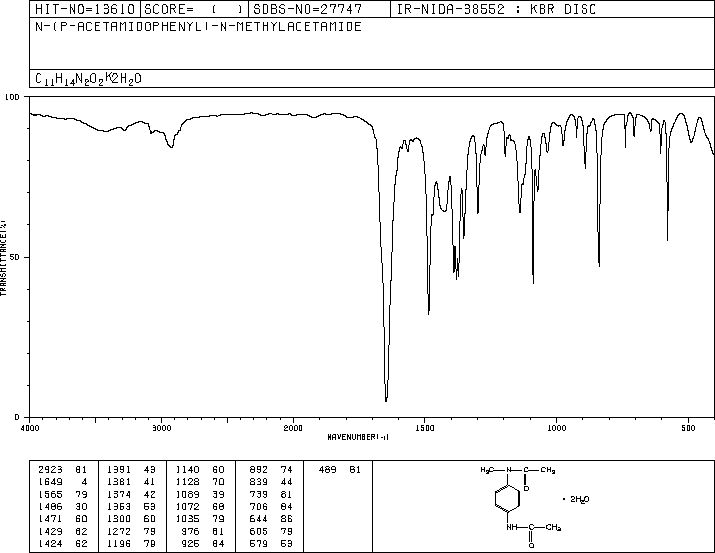 HIT-NO=13610 SCORE= ( ) SDBS-NO=27747 IR-NIDA-38552 : KBR DISC
N-(P-ACETAMIDOPHENYL)-N-METHYLACETAMIDE
C11H14N2O2X2H2O
100
50
0
TRANSMITTANCE(%)
4000 3000 2000 1500 1000 500
WAVENUMBER(-1)
2923 81 1391 43 1140 60 892 74 489 81
1649 4 1381 41 1128 70 839 44
1565 79 1374 42 1089 39 739 81
1486 30 1353 53 1072 68 706 84
1471 60 1300 60 1035 79 644 86
1429 62 1272 79 976 81 605 79
1424 62 1196 79 925 84 579 53
H3C N C CH3
O
• 2H2O
NH C CH3
O